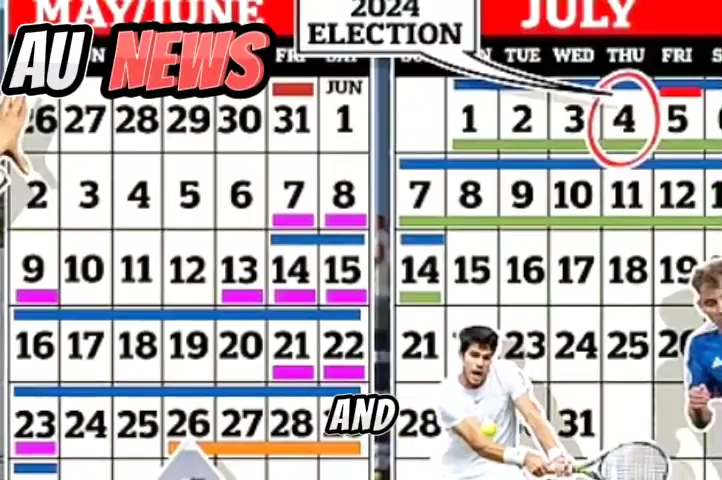 MAY/JUNE
2024
ELECTION
JULY
AU NEWS
FRI SAT
TUE WED THU FRI
JUN
26 27 28 29 30 31 1
1 2 3 4 5
2 3 4 5 6 7 8
7 8 9 10 11 12
9 10 11 12 13 14 15
14 15 16 17 18 19
16 17 18 19 20 21 22
21 23 24 25
23 24 25 26 27 28
AND
28 31